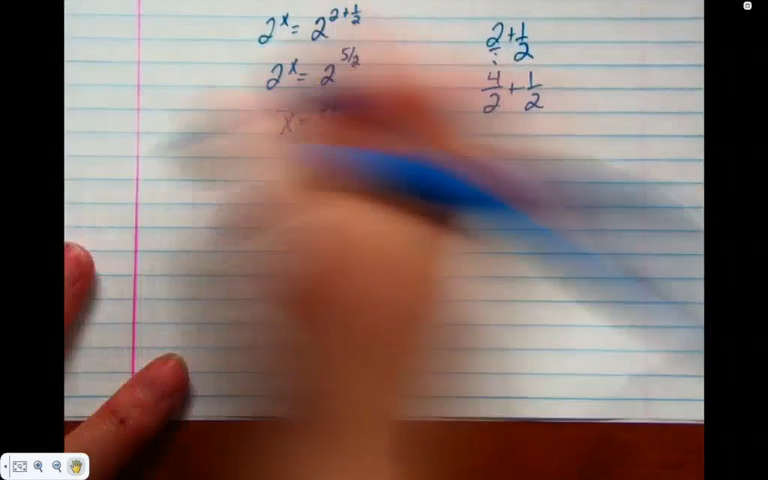 2^x = 2^{2+1/2}
2^x = 2^{5/2}
x =
2 + 1/2
4/2 + 1/2